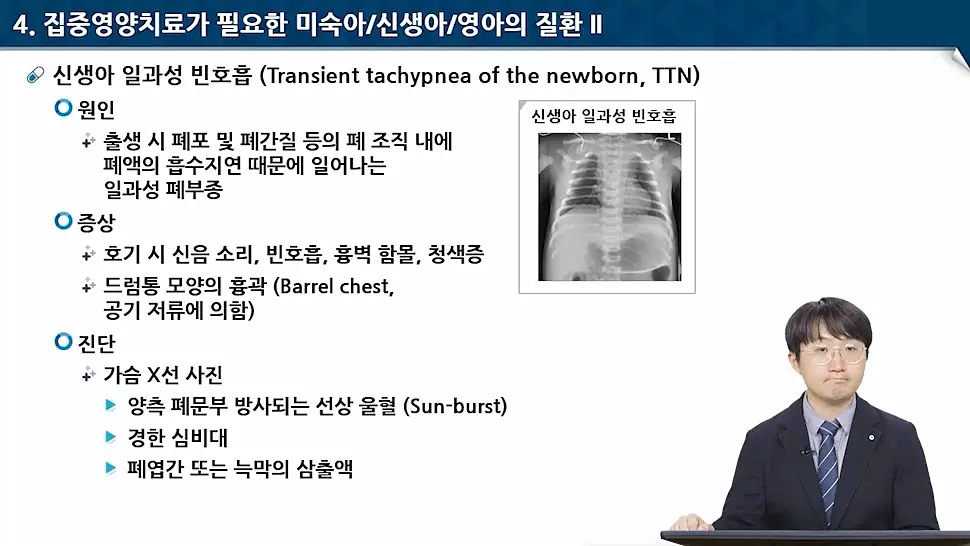 4. 집중영양치료가 필요한 미숙아/신생아/영아의 질환 II
신생아 일과성 빈호흡 (Transient tachypnea of the newborn, TTN)
원인
출생 시 폐포 및 폐간질 등의 폐 조직 내에
폐액의 흡수지연 때문에 일어나는
일과성 폐부종
증상
호기 시 신음 소리, 빈호흡, 흉벽 함몰, 청색증
드럼통 모양의 흉곽 (Barrel chest,
공기 저류에 의함)
진단
가슴 X선 사진
양측 폐문부 방사되는 선상 울혈 (Sun-burst)
경한 심비대
폐엽간 또는 늑막의 삼출액
신생아 일과성 빈호흡
L